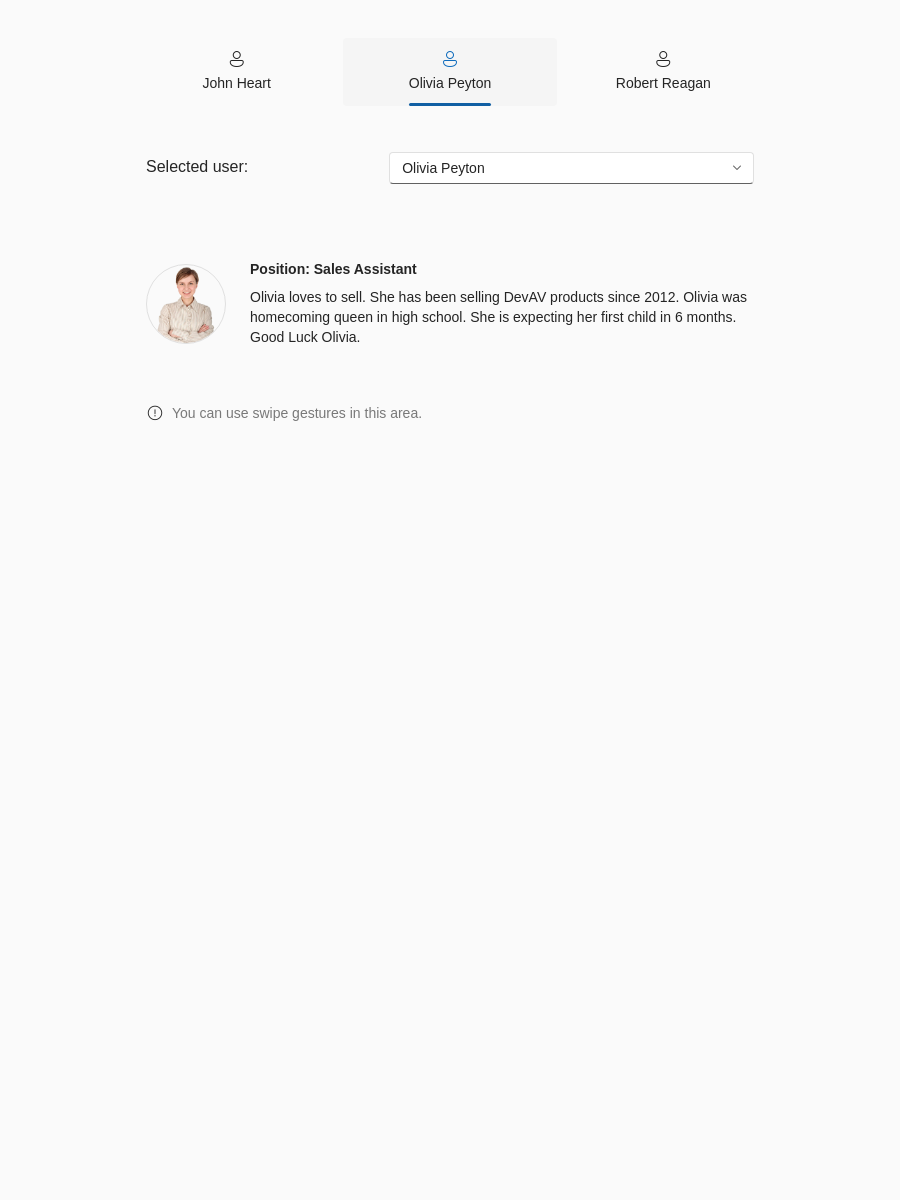 John Heart
Olivia Peyton
Robert Reagan
Selected user:
Olivia Peyton
Position: Sales Assistant
Olivia loves to sell. She has been selling DevAV products since 2012. Olivia was
homecoming queen in high school. She is expecting her first child in 6 months.
Good Luck Olivia.
You can use swipe gestures in this area.